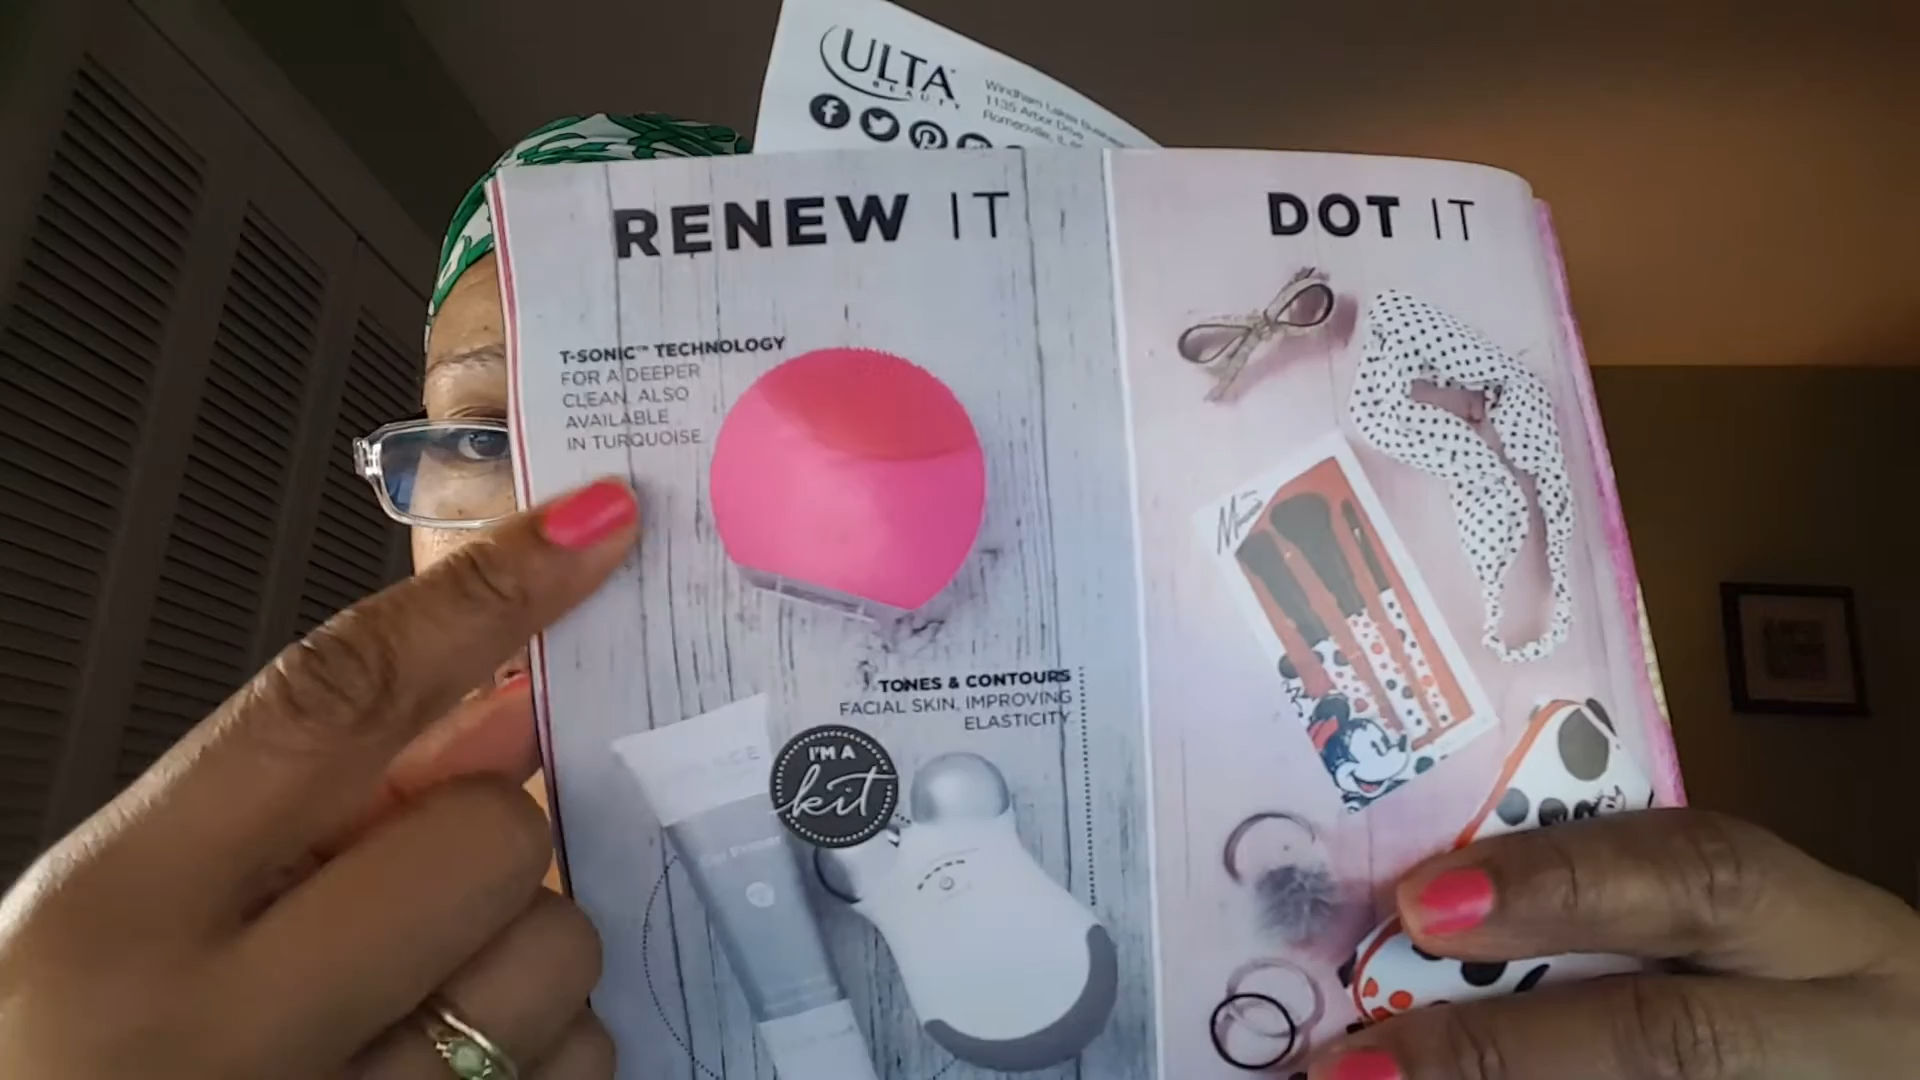 ULTA
BEAUTY
Windham Lakes Business
1135 Arbor Drive
Romeoville, IL
RENEW IT
T-SONIC™ TECHNOLOGY
FOR A DEEPER
CLEAN. ALSO
AVAILABLE
IN TURQUOISE.
TONES & CONTOURS
FACIAL SKIN, IMPROVING
ELASTICITY.
I'M A
kit
DOT IT